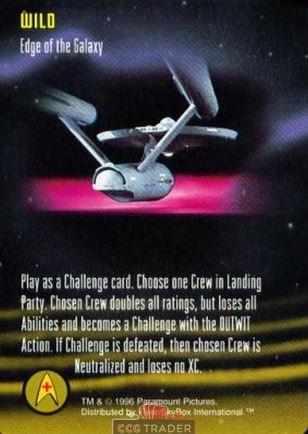 WILD
Edge of the Galaxy
Play as a Challenge card. Choose one Crew in Landing
Party. Chosen Crew doubles all ratings, but loses all
Abilities and becomes a Challenge with the OUTWIT
Action. If Challenge is defeated, then chosen Crew is
Neutralized and loses no XC.
TM & © 1996 Paramount Pictures.
Distributed by SkyBox International.™
CCG TRADER